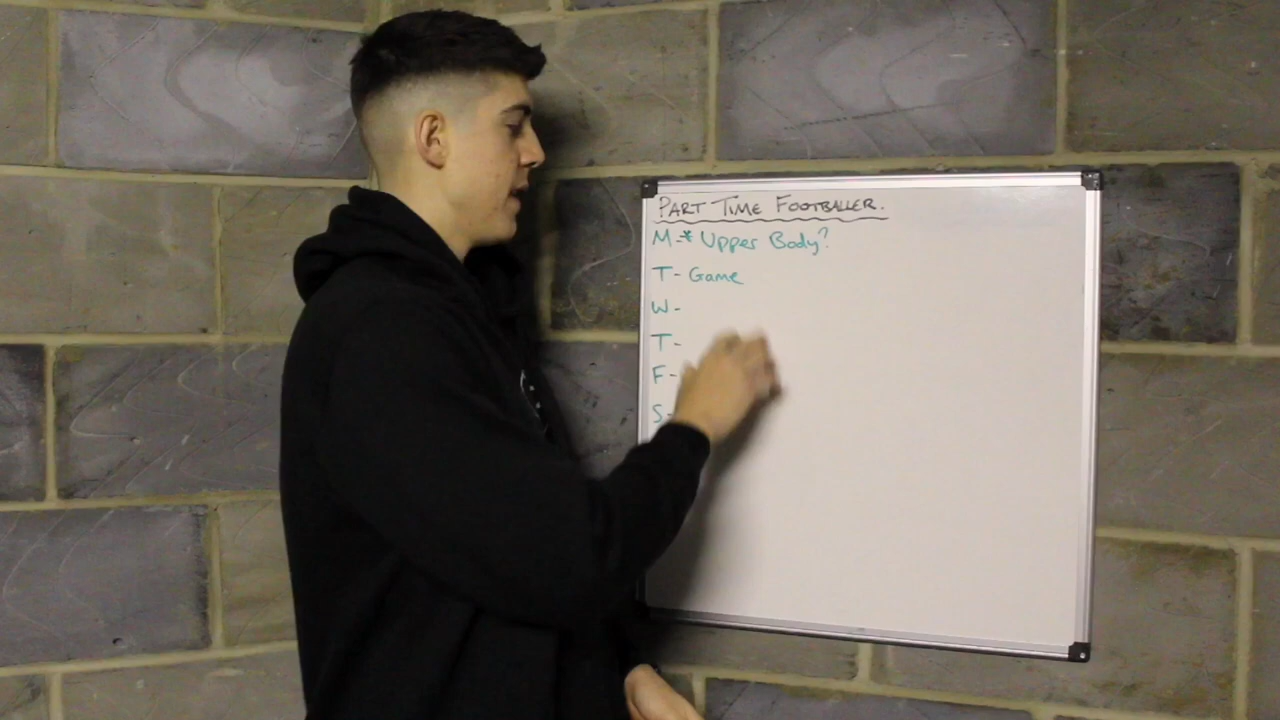 PART TIME FOOTBALLER.
M-* Upper Body?
T- Game
W-
T-
F-
S-